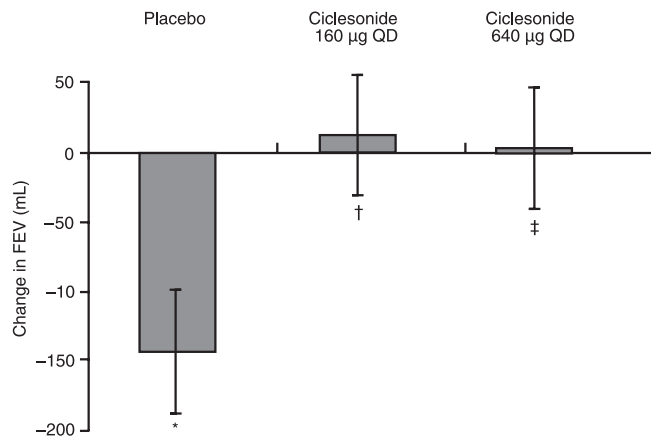 Placebo
Ciclesonide
160 µg QD
Ciclesonide
640 µg QD
Change in FEV (mL)
50
0
−50
−10
−150
−200
*
†
‡